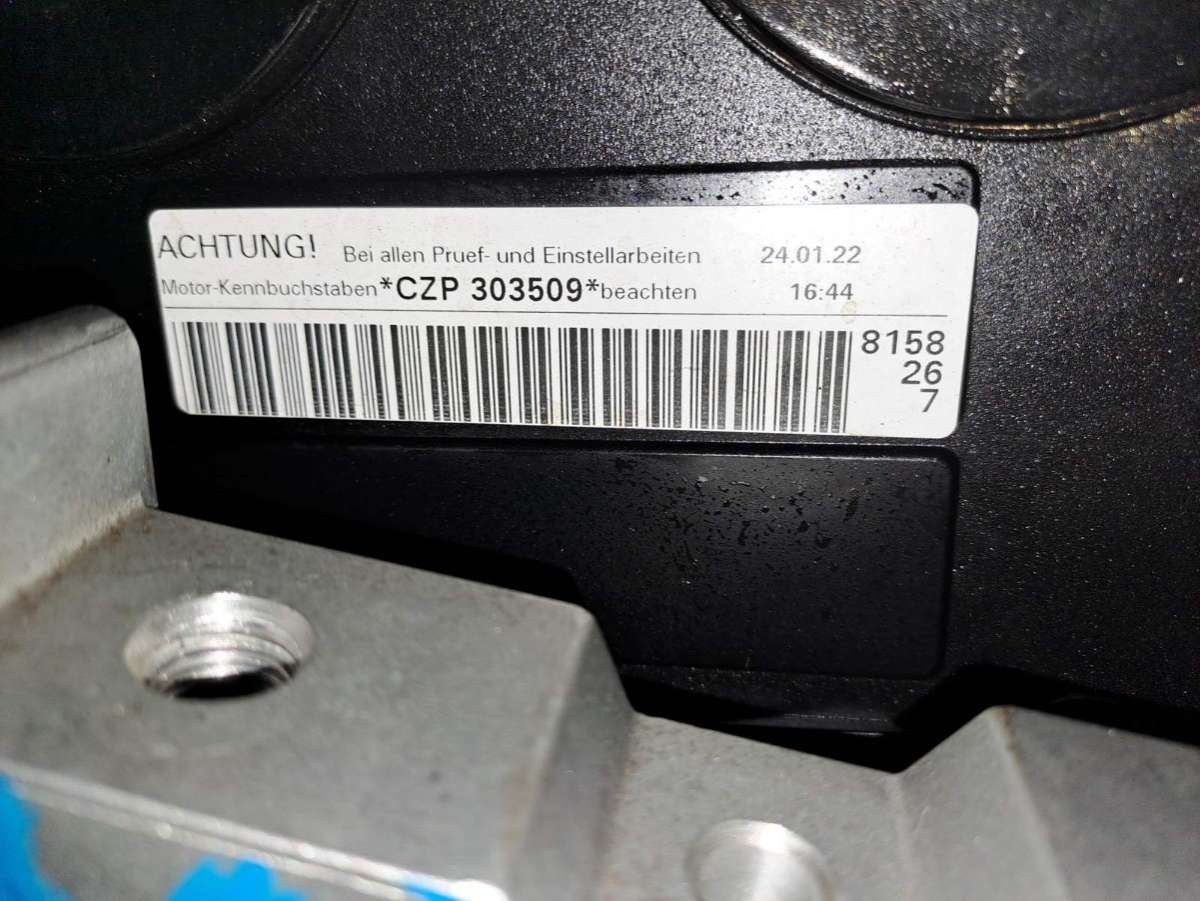 ACHTUNG! Bei allen Pruef- und Einstellarbeiten 24.01.22
Motor-Kennbuchstaben *CZP 303509* beachten 16:44
8158
26
7